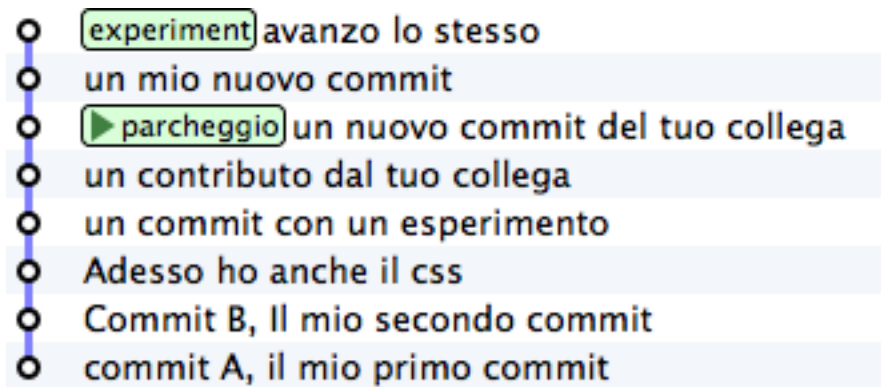 experiment avanzo lo stesso
un mio nuovo commit
parcheggio un nuovo commit del tuo collega
un contributo dal tuo collega
un commit con un esperimento
Adesso ho anche il css
Commit B, Il mio secondo commit
commit A, il mio primo commit